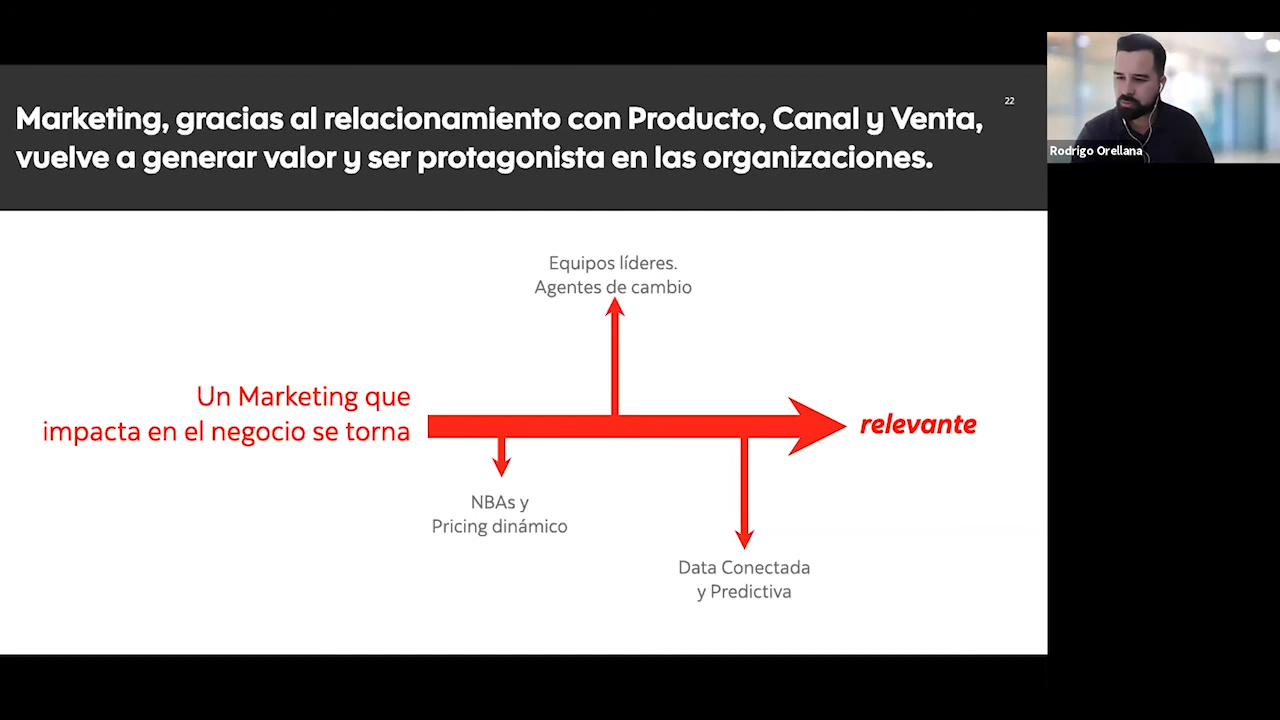 Marketing, gracias al relacionamiento con Producto, Canal y Venta,
vuelve a generar valor y ser protagonista en las organizaciones.
22
Rodrigo Orellana
Equipos líderes.
Agentes de cambio
Un Marketing que
impacta en el negocio se torna
relevante
NBAs y
Pricing dinámico
Data Conectada
y Predictiva